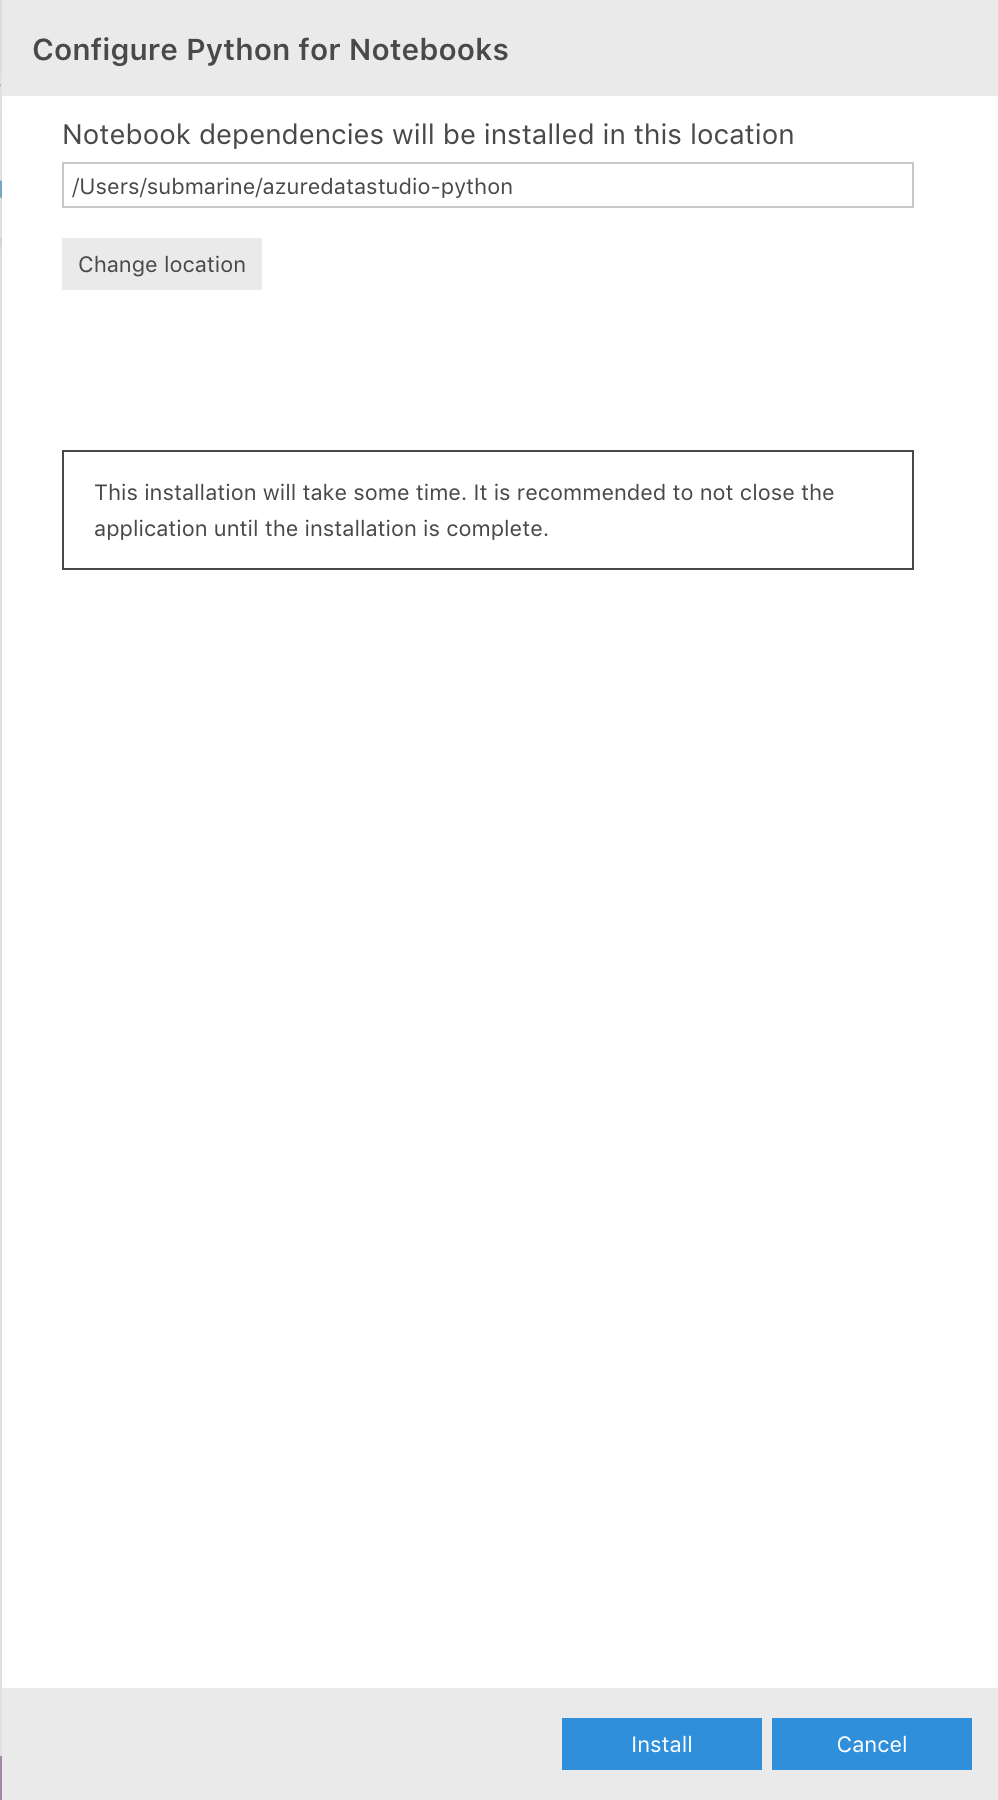 Configure Python for Notebooks
Notebook dependencies will be installed in this location
/Users/submarine/azuredatastudio-python
Change location
This installation will take some time. It is recommended to not close the
application until the installation is complete.
Install
Cancel